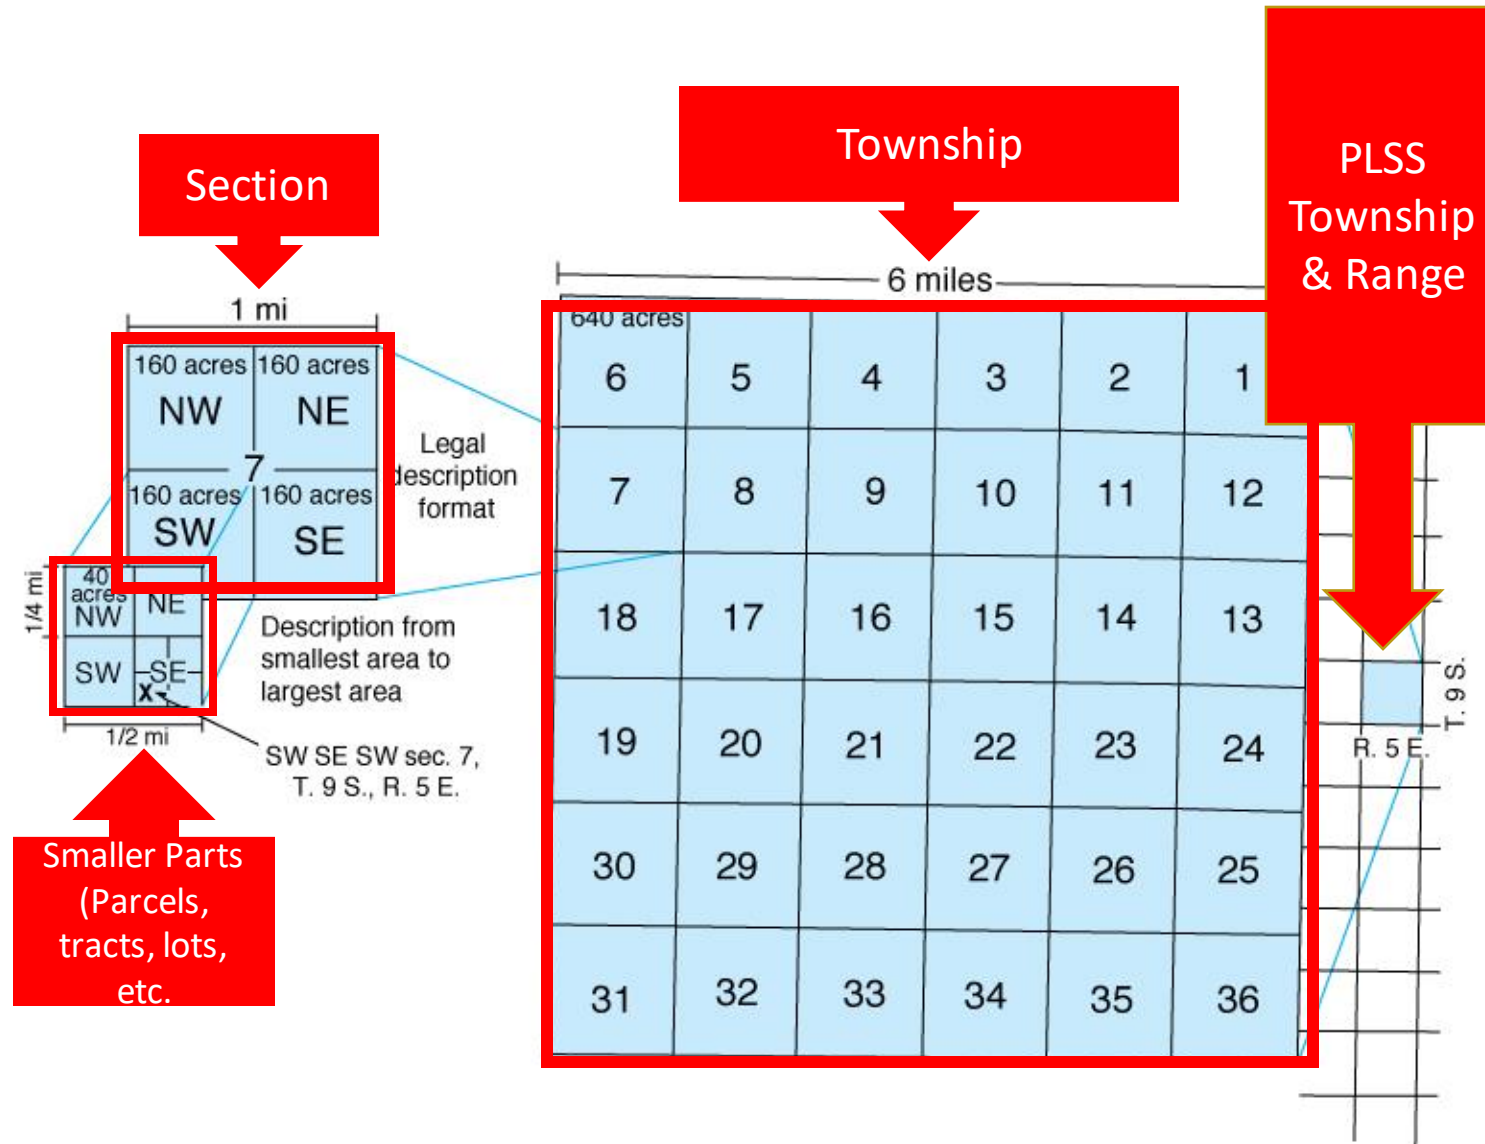 Section
Township
PLSS
Township
& Range
1 mi
160 acres 160 acres
NW NE
7
160 acres 160 acres
SW SE
Legal
description
format
1/4 mi
40
acres
NW NE
SW SE
X
1/2 mi
Description from
smallest area to
largest area
SW SE SW sec. 7,
T. 9 S., R. 5 E.
Smaller Parts
(Parcels,
tracts, lots,
etc.
6 miles
640 acres
6 5 4 3 2 1
7 8 9 10 11 12
18 17 16 15 14 13
19 20 21 22 23 24
30 29 28 27 26 25
31 32 33 34 35 36
T. 9 S.
R. 5 E.